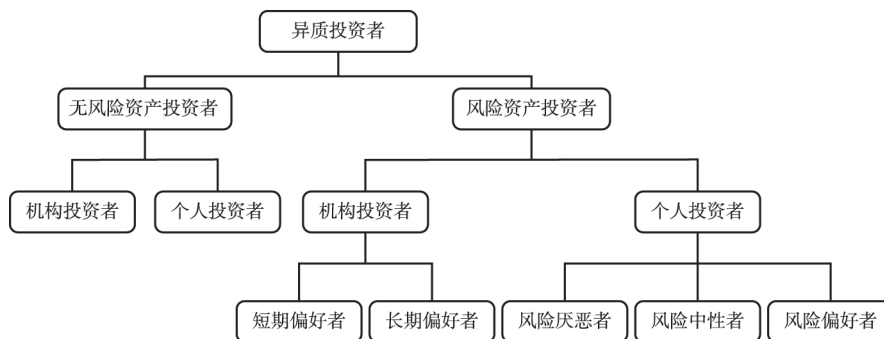 异质投资者
无风险资产投资者
风险资产投资者
机构投资者
个人投资者
机构投资者
个人投资者
短期偏好者
长期偏好者
风险厌恶者
风险中性者
风险偏好者